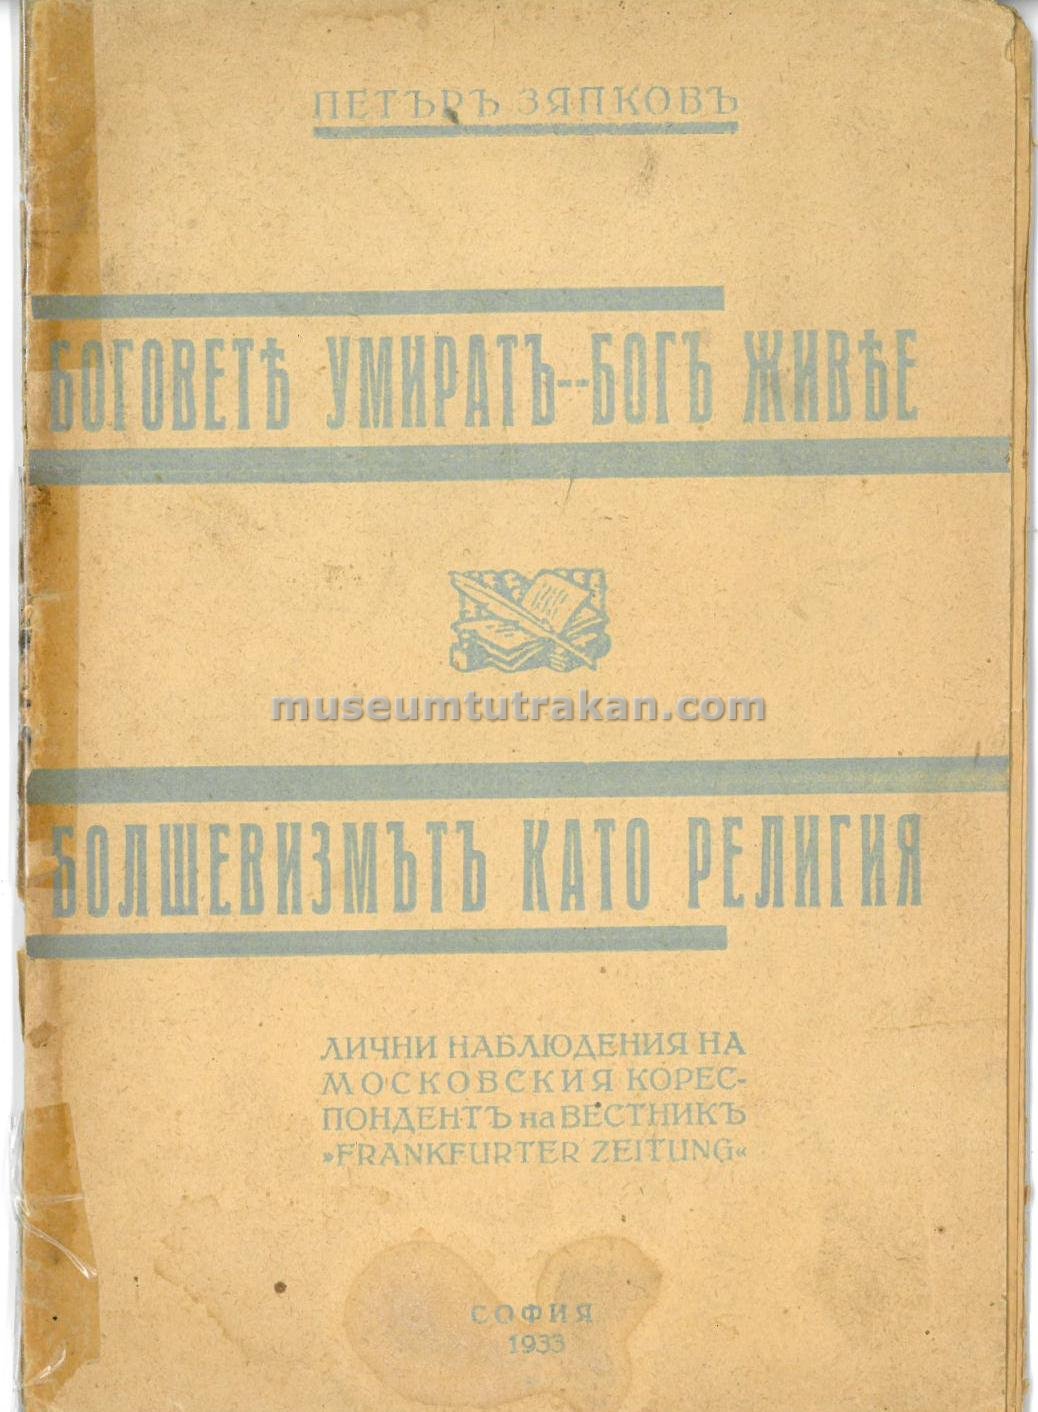 ПЕТЪРЪ ЗЯПКОВЪ
БОГОВЕТѢ УМИРАТЪ--БОГЪ ЖИВѢЕ
museumtutrakan.com
БОЛШЕВИЗМЪТЪ КАТО РЕЛИГИЯ
ЛИЧНИ НАБЛЮДЕНИЯ НА
МОСКОВСКИЯ КОРЕС-
ПОНДЕНТЪ на ВЕСТНИКЪ
»FRANKFURTER ZEITUNG«
СОФИЯ
1933